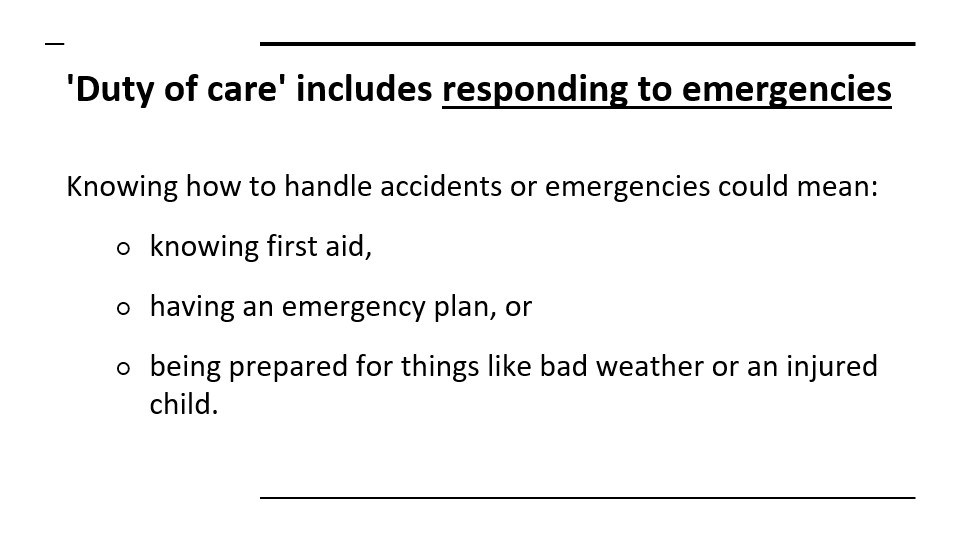 'Duty of care' includes responding to emergencies
Knowing how to handle accidents or emergencies could mean:
knowing first aid,
having an emergency plan, or
being prepared for things like bad weather or an injured
child.